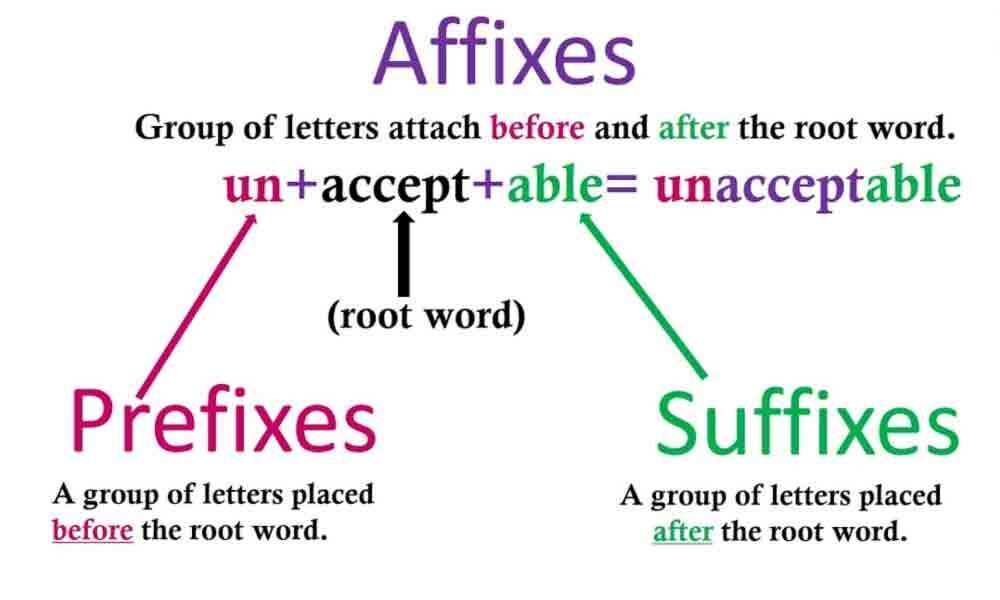 Affixes
Group of letters attach before and after the root word.
un+accept+able= unacceptable
(root word)
Prefixes
A group of letters placed
before the root word.
Suffixes
A group of letters placed
after the root word.